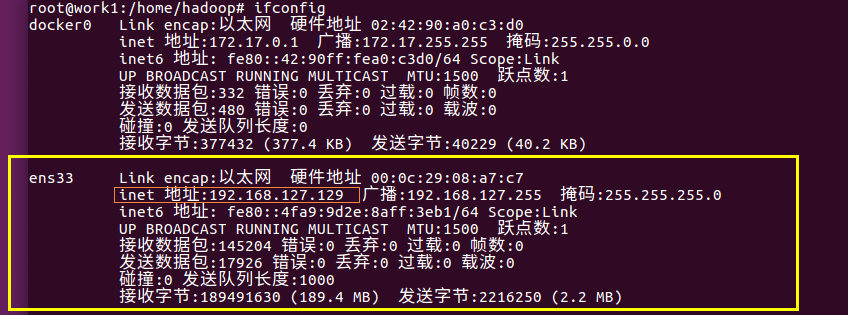 root@work1:/home/hadoop# ifconfig
docker0   Link encap:以太网  硬件地址 02:42:90:a0:c3:d0
inet 地址:172.17.0.1  广播:172.17.255.255  掩码:255.255.0.0
inet6 地址: fe80::42:90ff:fea0:c3d0/64 Scope:Link
UP BROADCAST RUNNING MULTICAST  MTU:1500  跃点数:1
接收数据包:332 错误:0 丢弃:0 过载:0 帧数:0
发送数据包:480 错误:0 丢弃:0 过载:0 载波:0
碰撞:0 发送队列长度:0
接收字节:377432 (377.4 KB)  发送字节:40229 (40.2 KB)
ens33     Link encap:以太网  硬件地址 00:0c:29:08:a7:c7
inet 地址:192.168.127.129  广播:192.168.127.255  掩码:255.255.255.0
inet6 地址: fe80::4fa9:9d2e:8aff:3eb1/64 Scope:Link
UP BROADCAST RUNNING MULTICAST  MTU:1500  跃点数:1
接收数据包:145204 错误:0 丢弃:0 过载:0 帧数:0
发送数据包:17926 错误:0 丢弃:0 过载:0 载波:0
碰撞:0 发送队列长度:1000
接收字节:189491630 (189.4 MB)  发送字节:2216250 (2.2 MB)